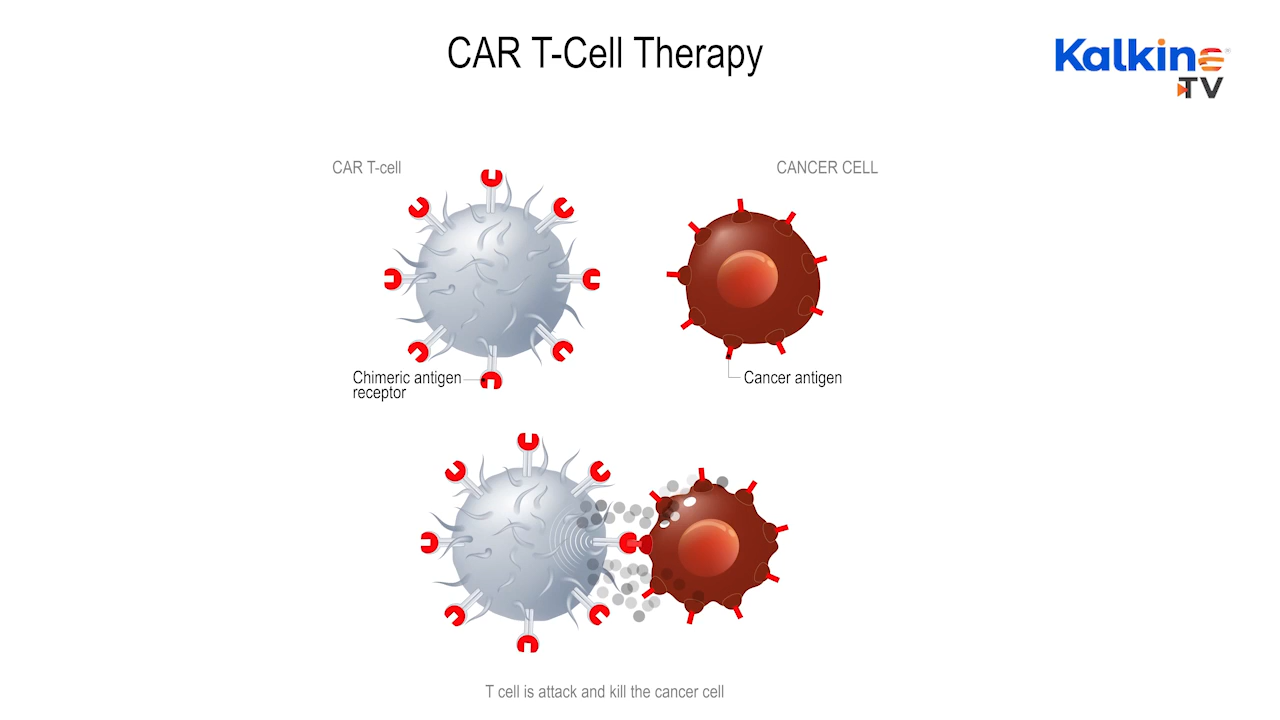 CAR T-Cell Therapy
Kalkine
TV
CAR T-cell
CANCER CELL
Chimeric antigen
receptor
Cancer antigen
T cell is attack and kill the cancer cell